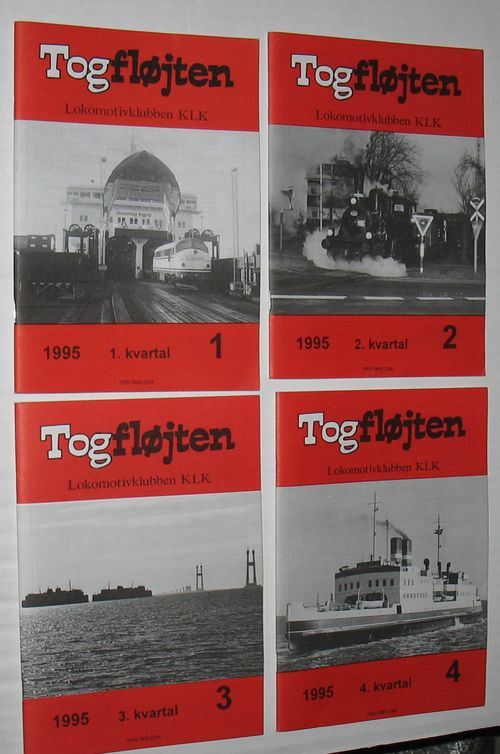 Togfløjten
Lokomotivklubben KLK
Dronning Ingrid
1995 1. kvartal 1
Togfløjten
Lokomotivklubben KLK
1995 2. kvartal 2
Togfløjten
Lokomotivklubben KLK
1995 3. kvartal 3
Togfløjten
Lokomotivklubben KLK
1995 4. kvartal 4